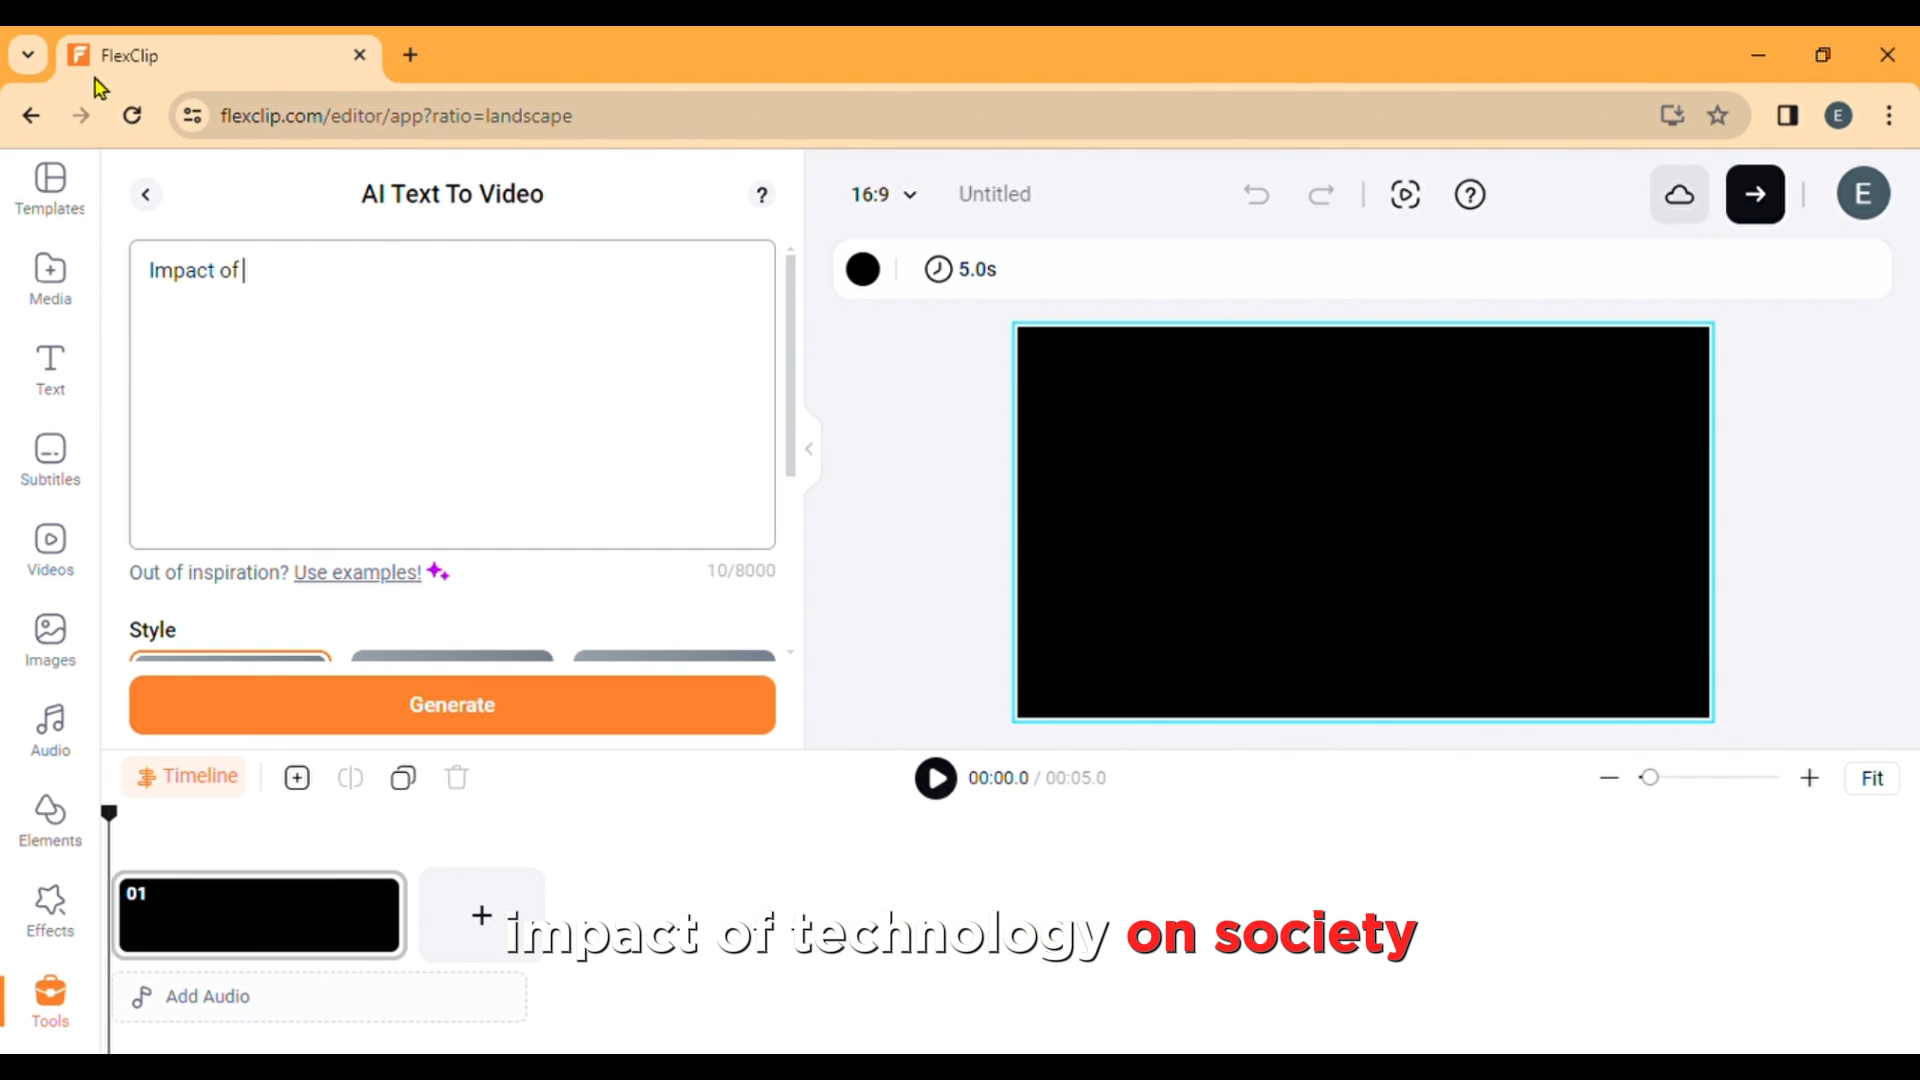 FlexClip
flexclip.com/editor/app?ratio=landscape
E
Templates
Media
Text
Subtitles
Videos
Images
Audio
Elements
Effects
Tools
AI Text To Video
?
Impact of
Out of inspiration? Use examples!
10/8000
Style
Generate
16:9
Untitled
?
E
5.0s
Timeline
00:00.0 / 00:05.0
Fit
01
+
impact of technology on society
Add Audio